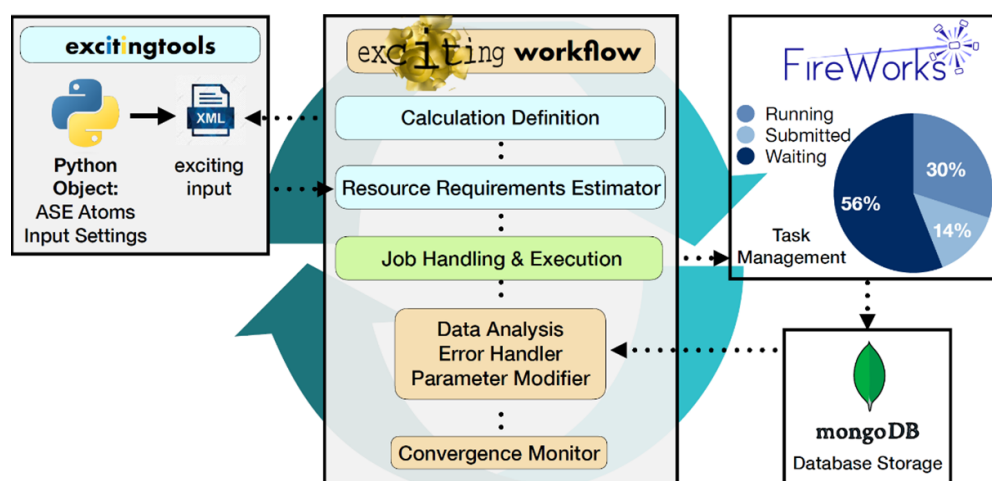 excitingtools
XML
Python
Object:
ASE Atoms
Input Settings
exciting
input
exciting workflow
Calculation Definition
Resource Requirements Estimator
Job Handling & Execution
Data Analysis
Error Handler
Parameter Modifier
Convergence Monitor
FireWorks
Running
Submitted
Waiting
30%
56%
14%
Task
Management
mongoDB
Database Storage